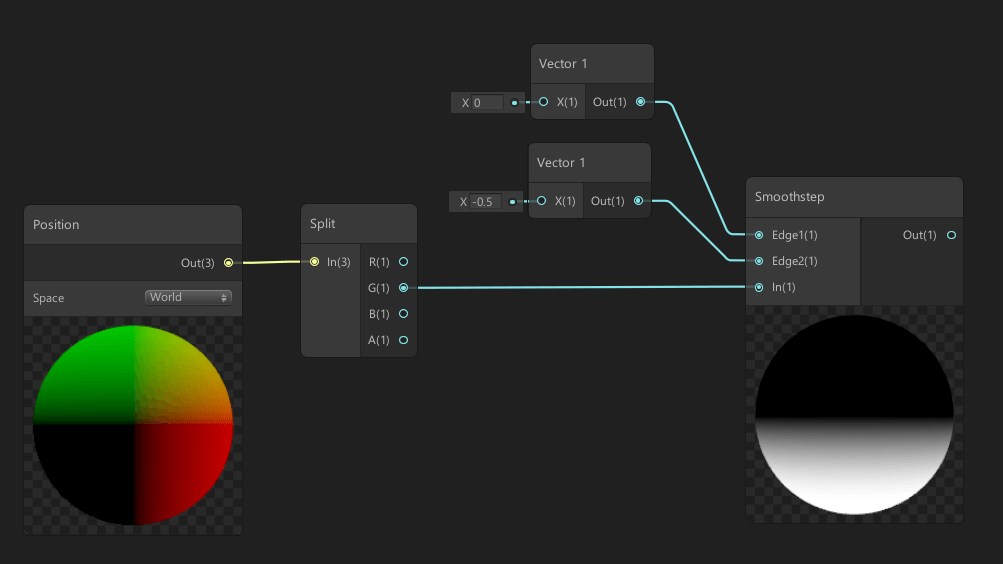 Vector 1
X 0
X(1) Out(1)
Vector 1
X -0.5
X(1) Out(1)
Position
Out(3)
Space World
Split
In(3)
R(1)
G(1)
B(1)
A(1)
Smoothstep
Edge1(1) Out(1)
Edge2(1)
In(1)